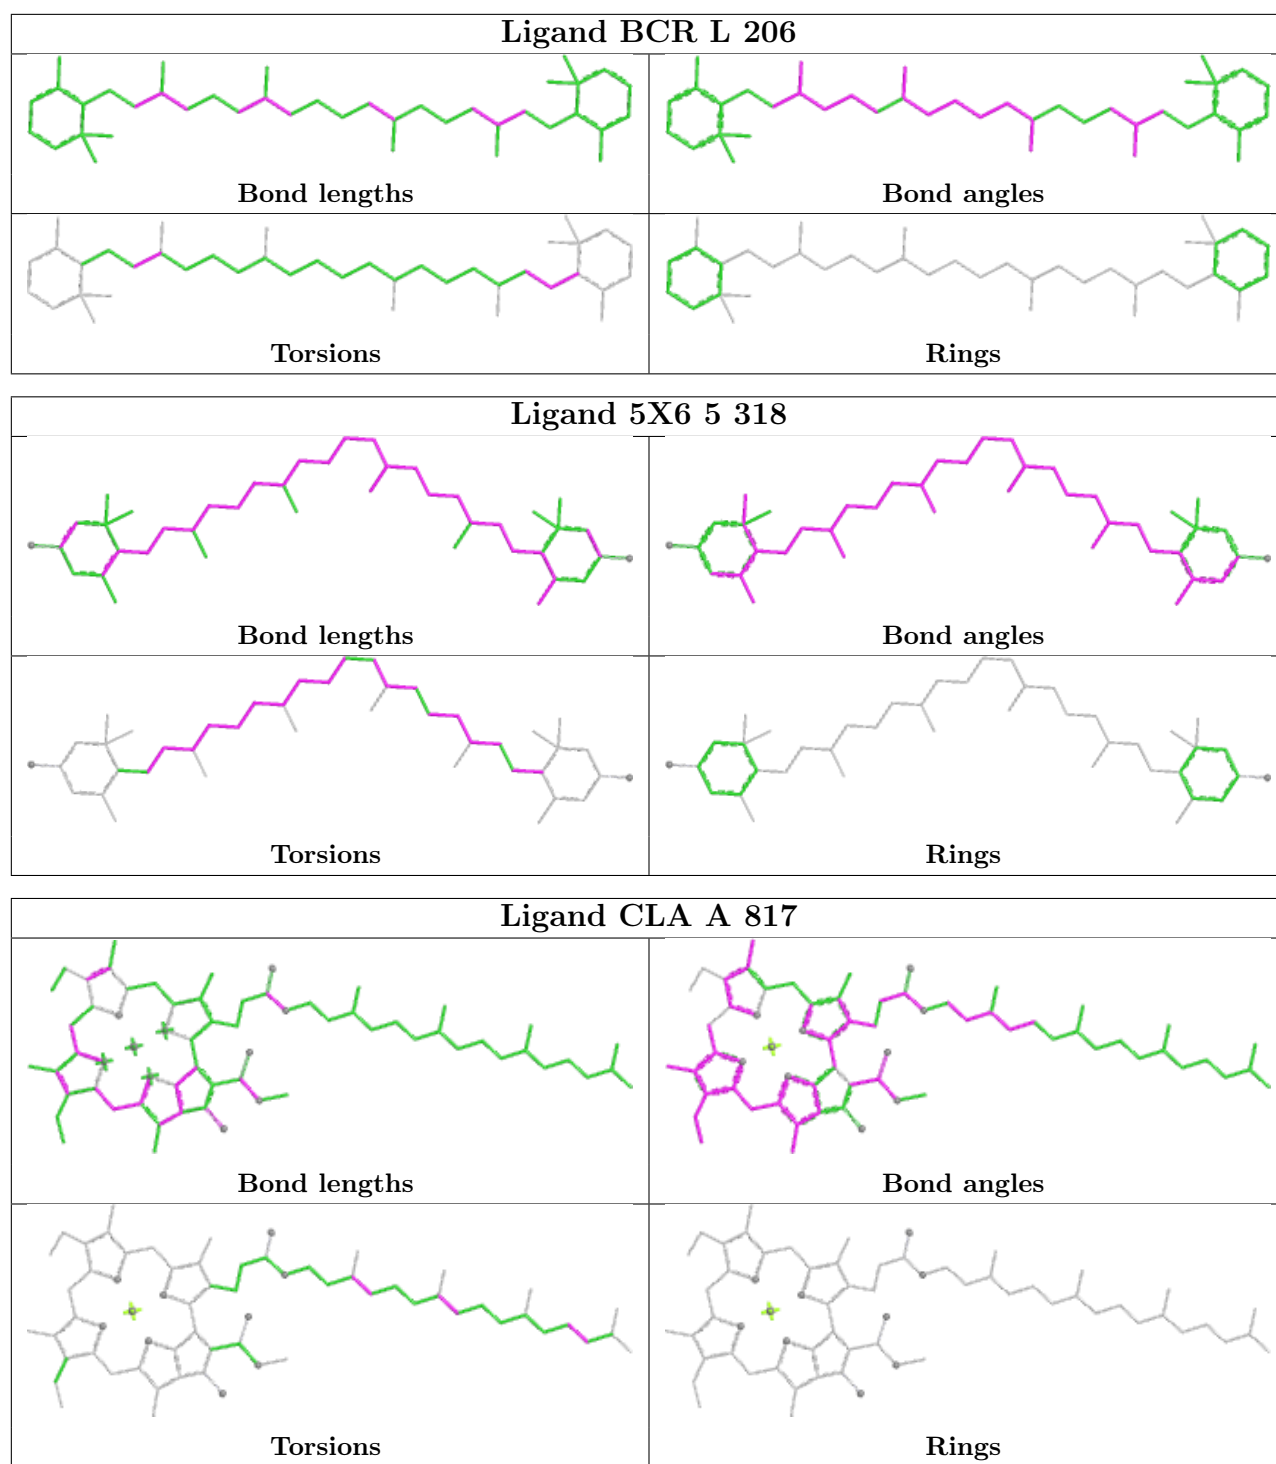 Ligand BCR L 206
Bond lengths
Bond angles
Torsions
Rings
Ligand 5X6 5 318
Bond lengths
Bond angles
Torsions
Rings
Ligand CLA A 817
Bond lengths
Bond angles
Torsions
Rings